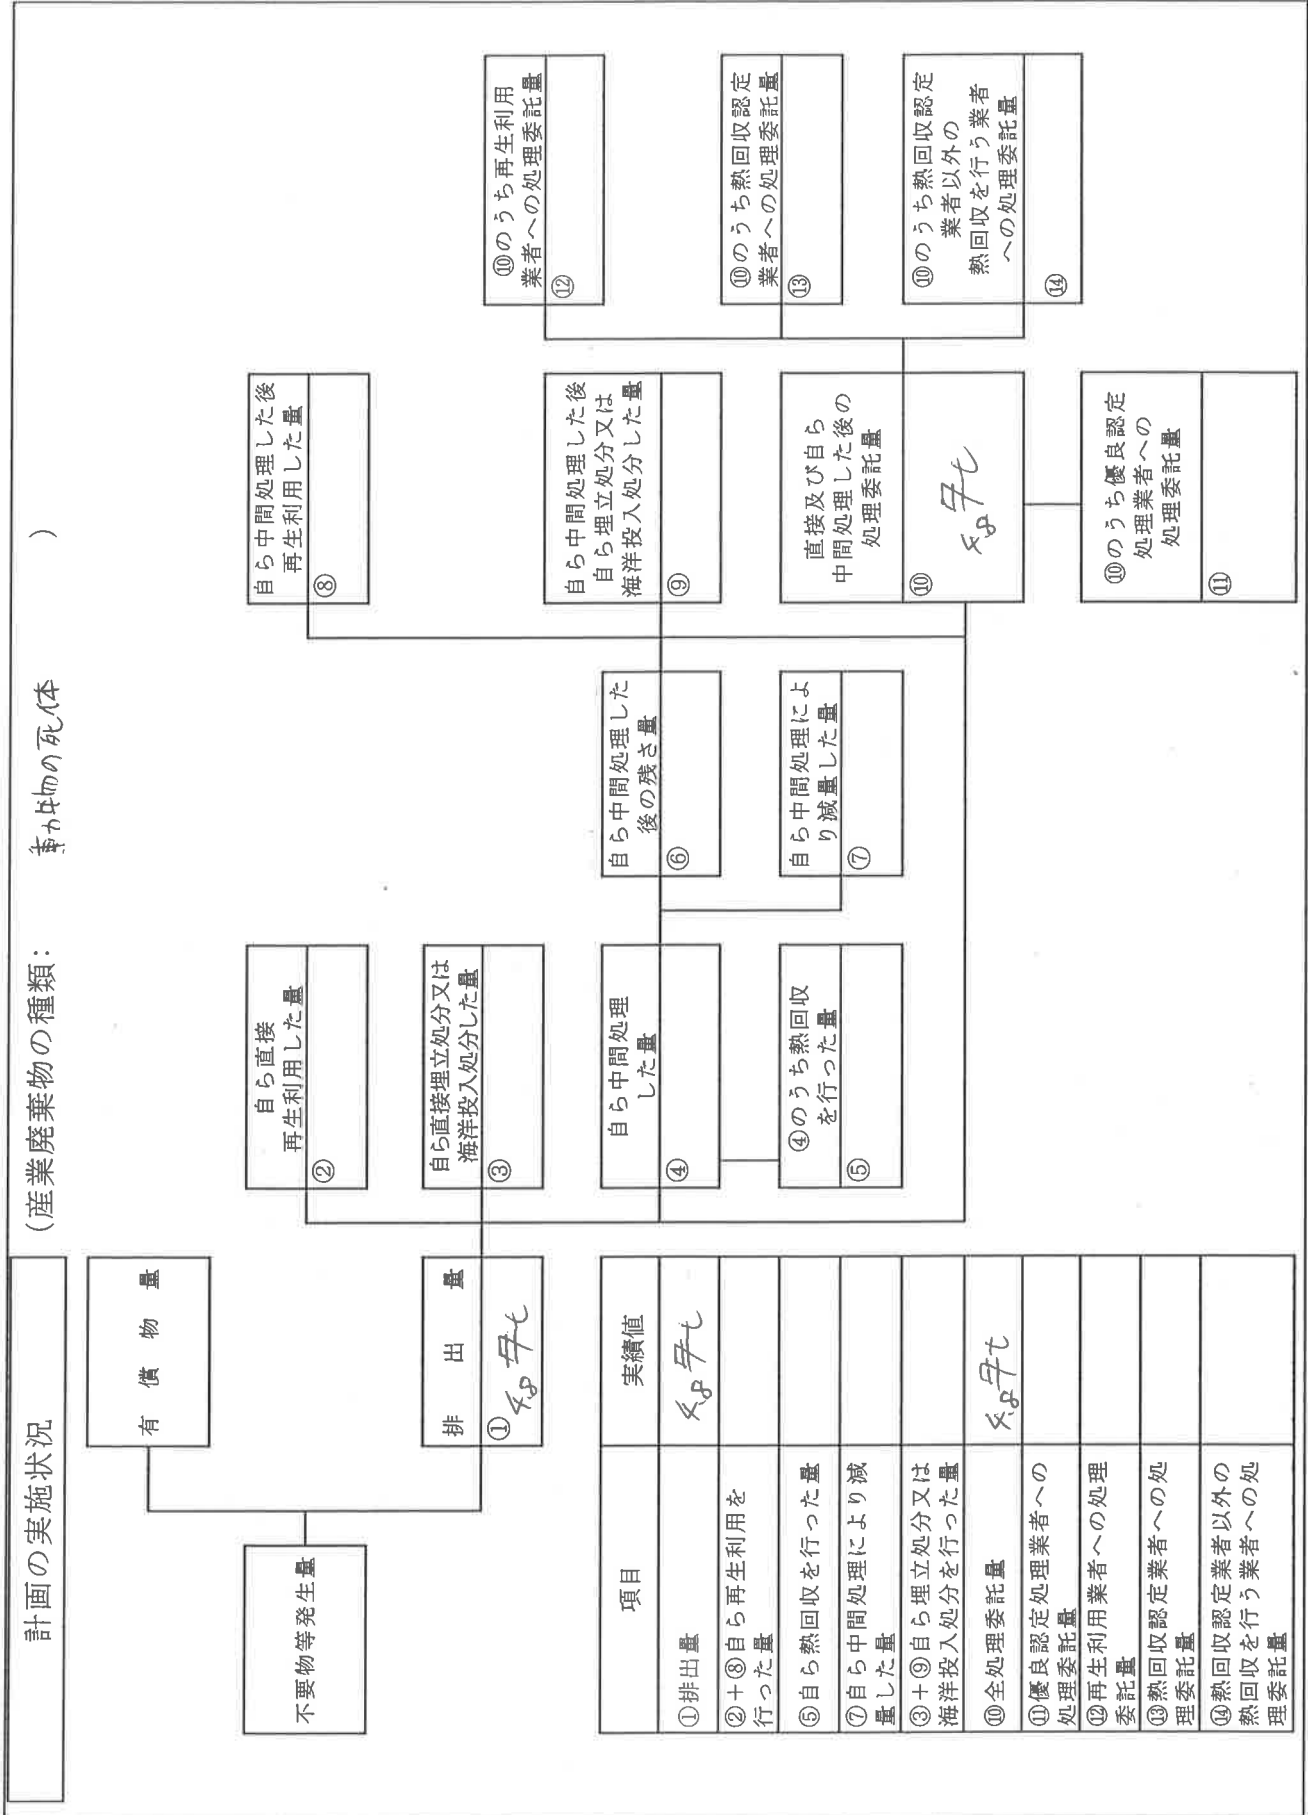 計画の実施状況
（産業廃棄物の種類： 動物の死体 ）
不要物等発生量
有償物量
排出量
①
自ら直接
再生利用した量
②
自ら直接埋立処分又は
海洋投入処分した量
③
自ら中間処理
した量
④
④のうち熱回収
を行った量
⑤
自ら中間処理した
後の残さ量
⑥
自ら中間処理によ
り減量した量
⑦
自ら中間処理した後
再生利用した量
⑧
自ら中間処理した後
自ら埋立処分又は
海洋投入処分した量
⑨
直接及び自ら
中間処理した後の
処理委託量
⑩
⑩のうち優良認定
処理業者への
処理委託量
⑪
⑩のうち再生利用
業者への処理委託量
⑫
⑩のうち熱回収認定
業者への処理委託量
⑬
⑩のうち熱回収認定
業者以外の
熱回収を行う業者
への処理委託量
⑭
項目 実績値
①排出量
②＋⑧自ら再生利用を
行った量
⑤自ら熱回収を行った量
⑦自ら中間処理により減
量した量
③＋⑨自ら埋立処分又は
海洋投入処分を行った量
⑩全処理委託量
⑪優良認定処理業者への
処理委託量
⑫再生利用業者への処理
委託量
⑬熱回収認定業者への処
理委託量
⑭熱回収認定業者以外の
熱回収を行う業者への処
理委託量